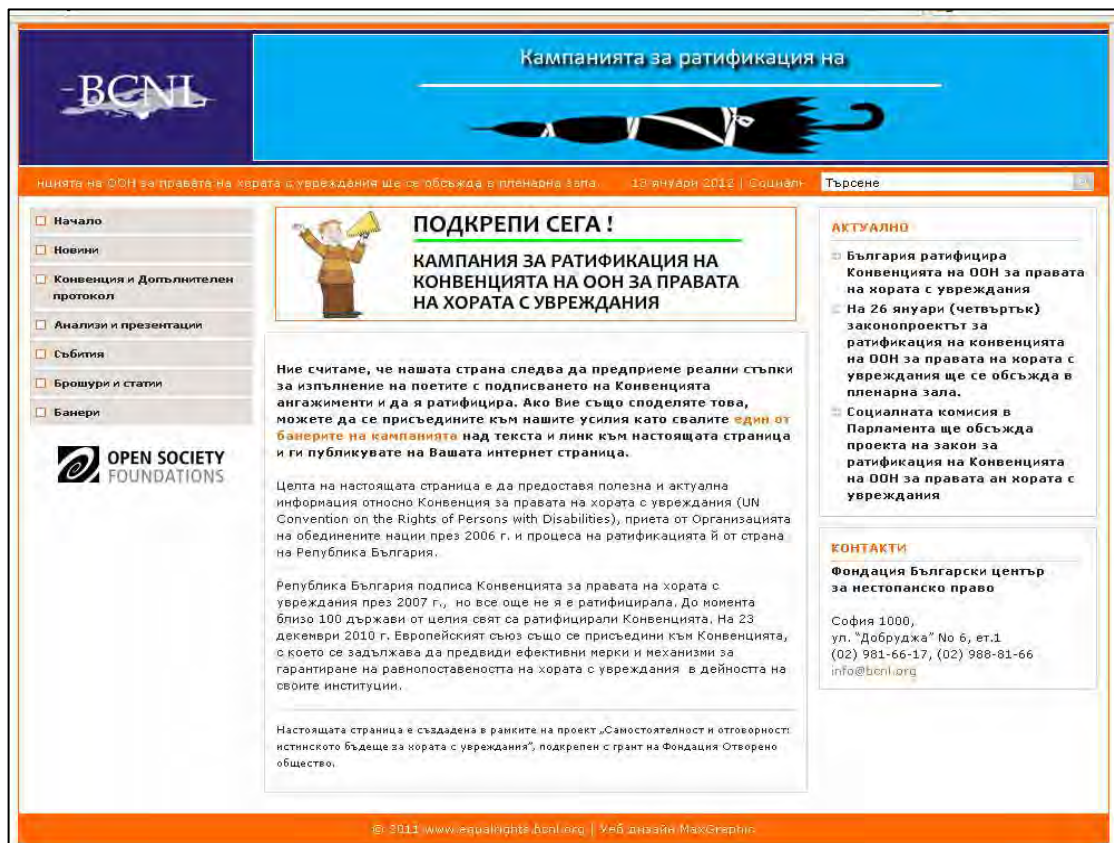 BCNL
Кампанията за ратификация на
нцията на ООН за правата на хората с увреждания ще се обсъжда в пленарна зала. 18 януари 2012 | Социалн
Търсене
Начало
Новини
Конвенция и Допълнителен
протокол
Анализи и презентации
Събития
Брошури и статии
Банери
OPEN SOCIETY
FOUNDATIONS
ПОДКРЕПИ СЕГА !
КАМПАНИЯ ЗА РАТИФИКАЦИЯ НА
КОНВЕНЦИЯТА НА ООН ЗА ПРАВАТА
НА ХОРАТА С УВРЕЖДАНИЯ
Ние считаме, че нашата страна следва да предприеме реални стъпки
за изпълнение на поетите с подписването на Конвенцията
ангажименти и да я ратифицира. Ако Вие също споделяте това,
можете да се присъедините към нашите усилия като свалите един от
банерите на кампанията над текста и линк към настоящата страница
и ги публикувате на Вашата интернет страница.
Целта на настоящата страница е да предоставя полезна и актуална
информация относно Конвенция за правата на хората с увреждания (UN
Convention on the Rights of Persons with Disabilities), приета от Организацията
на обединените нации през 2006 г. и процеса на ратификацията й от страна
на Република България.
Република България подписа Конвенцията за правата на хората с
увреждания през 2007 г., но все още не я е ратифицирала. До момента
близо 100 държави от целия свят са ратифицирали Конвенцията. На 23
декември 2010 г. Европейският съюз също се присъедини към Конвенцията,
с което се задължава да предвиди ефективни мерки и механизми за
гарантиране на равнопоставеността на хората с увреждания в дейността на
своите институции.
Настоящата страница е създадена в рамките на проект „Самостоятелност и отговорност:
истинското бъдеще за хората с увреждания", подкрепен с грант на Фондация Отворено
общество.
АКТУАЛНО
България ратифицира
Конвенцията на ООН за правата
на хората с увреждания
На 26 януари (четвъртък)
законопроектът за
ратификация на конвенцията
на ООН за правата на хората с
увреждания ще се обсъжда в
пленарна зала.
Социалната комисия в
Парламента ще обсъжда
проекта на закон за
ратификация на Конвенцията
на ООН за правата ан хората с
увреждания
КОНТАКТИ
Фондация Български център
за нестопанско право
София 1000,
ул. "Добруджа" No 6, ет.1
(02) 981-66-17, (02) 988-81-66
info@bcnl.org
© 2011 www.equalrights.bcnl.org | Уеб дизайн MaxGraphic